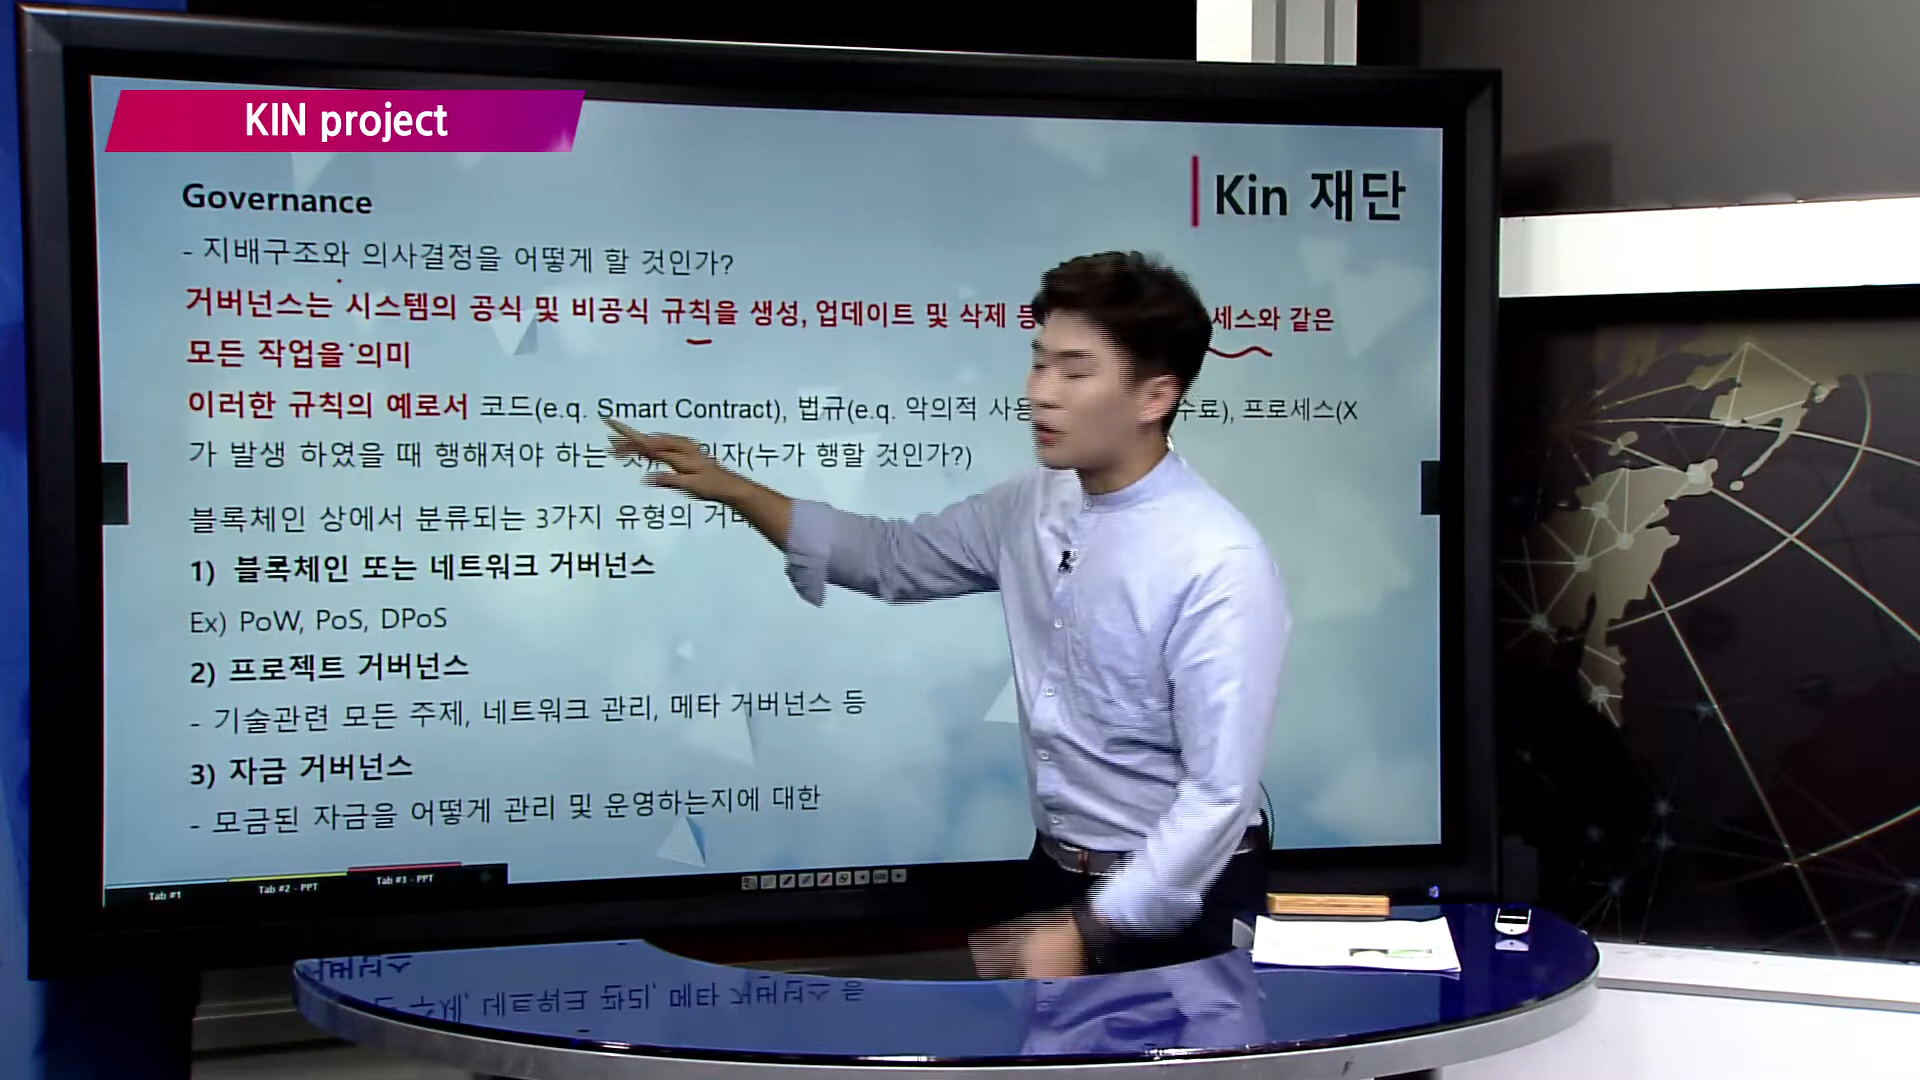 KIN project
Kin 재단
Governance
- 지배구조와 의사결정을 어떻게 할 것인가?
거버넌스는 시스템의 공식 및 비공식 규칙을 생성, 업데이트 및 삭제 등 세스와 같은
모든 작업을 의미
이러한 규칙의 예로서 코드(e.q. Smart Contract), 법규(e.q. 악의적 사용 수료), 프로세스(X
가 발생 하였을 때 행해져야 하는 (누가 행할 것인가?)
블록체인 상에서 분류되는 3가지 유형의
1) 블록체인 또는 네트워크 거버넌스
Ex) PoW, PoS, DPoS
2) 프로젝트 거버넌스
- 기술관련 모든 주제, 네트워크 관리, 메타 거버넌스 등
3) 자금 거버넌스
- 모금된 자금을 어떻게 관리 및 운영하는지에 대한
Tab #1
Tab #2 - PPT
Tab #3 - PPT